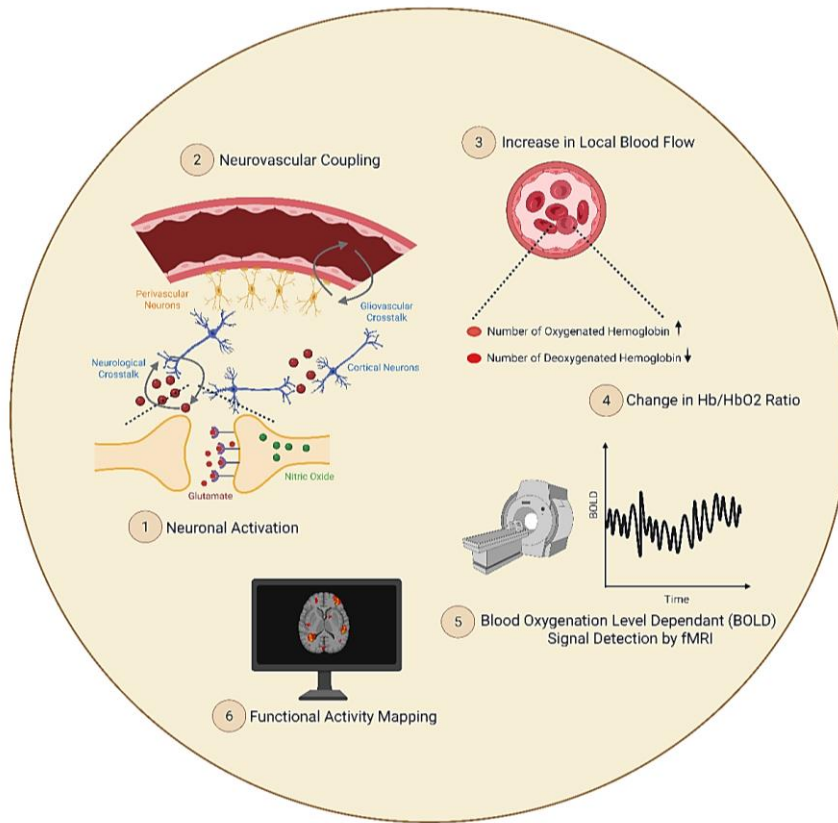 2 Neurovascular Coupling
Perivascular
Neurons
Gliovascular
Crosstalk
Neurological
Crosstalk
Cortical Neurons
Nitric Oxide
Glutamate
1 Neuronal Activation
3 Increase in Local Blood Flow
Number of Oxygenated Hemoglobin ↑
Number of Deoxygenated Hemoglobin ↓
4 Change in Hb/HbO2 Ratio
BOLD
Time
5 Blood Oxygenation Level Dependant (BOLD)
Signal Detection by fMRI
6 Functional Activity Mapping